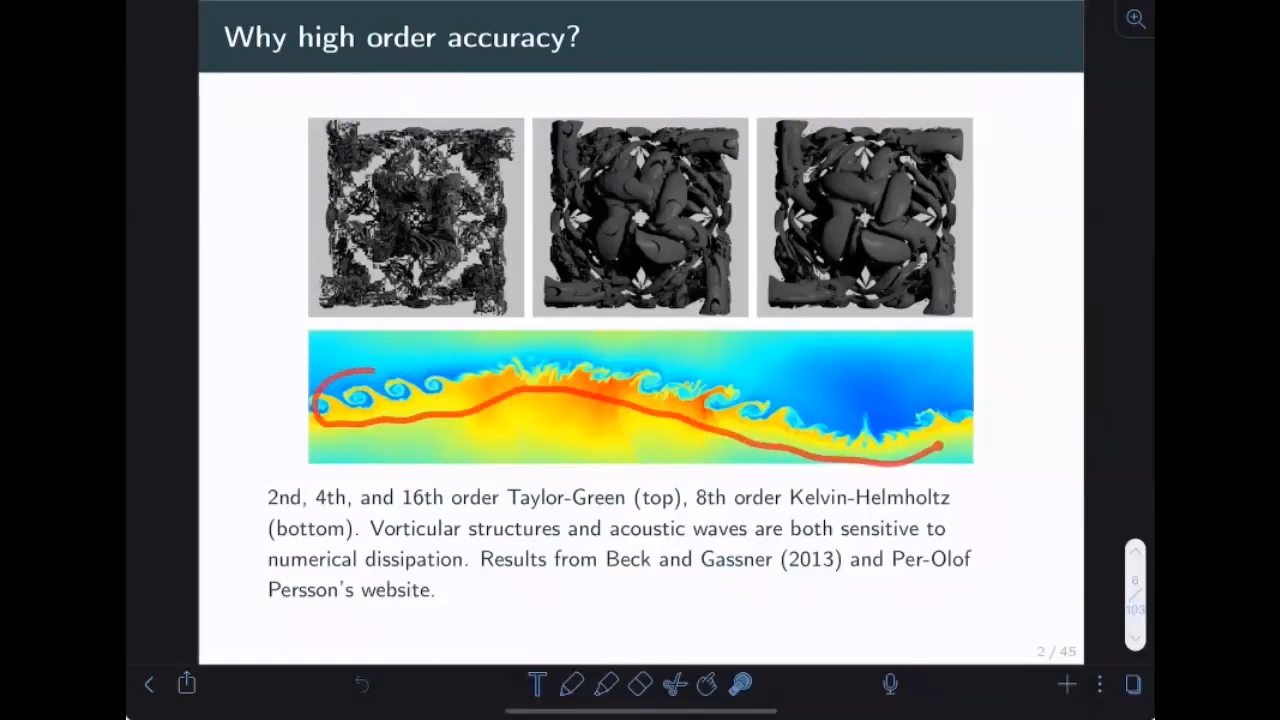 Why high order accuracy?
2nd, 4th, and 16th order Taylor-Green (top), 8th order Kelvin-Helmholtz
(bottom). Vorticular structures and acoustic waves are both sensitive to
numerical dissipation. Results from Beck and Gassner (2013) and Per-Olof
Persson's website.
6
/
103
2 / 45